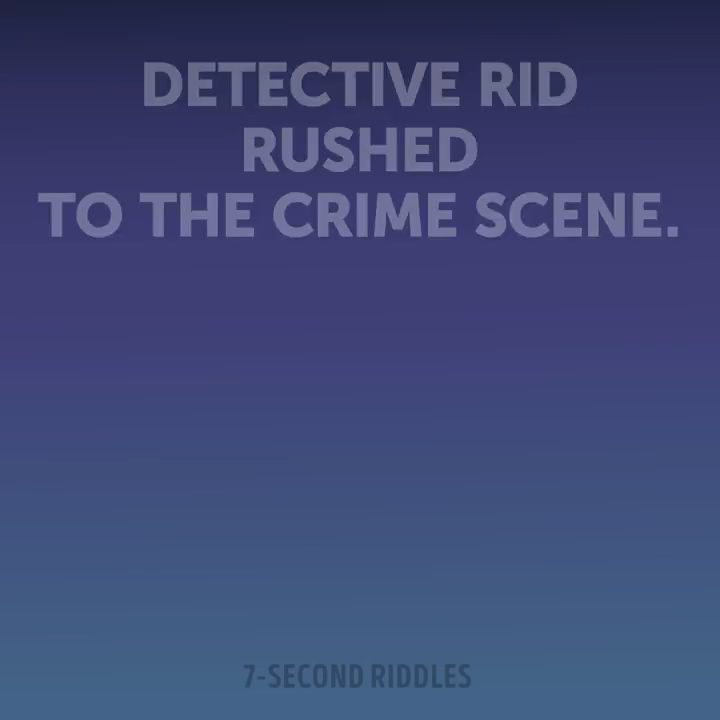 DETECTIVE RID
RUSHED
TO THE CRIME SCENE.
7-SECOND RIDDLES